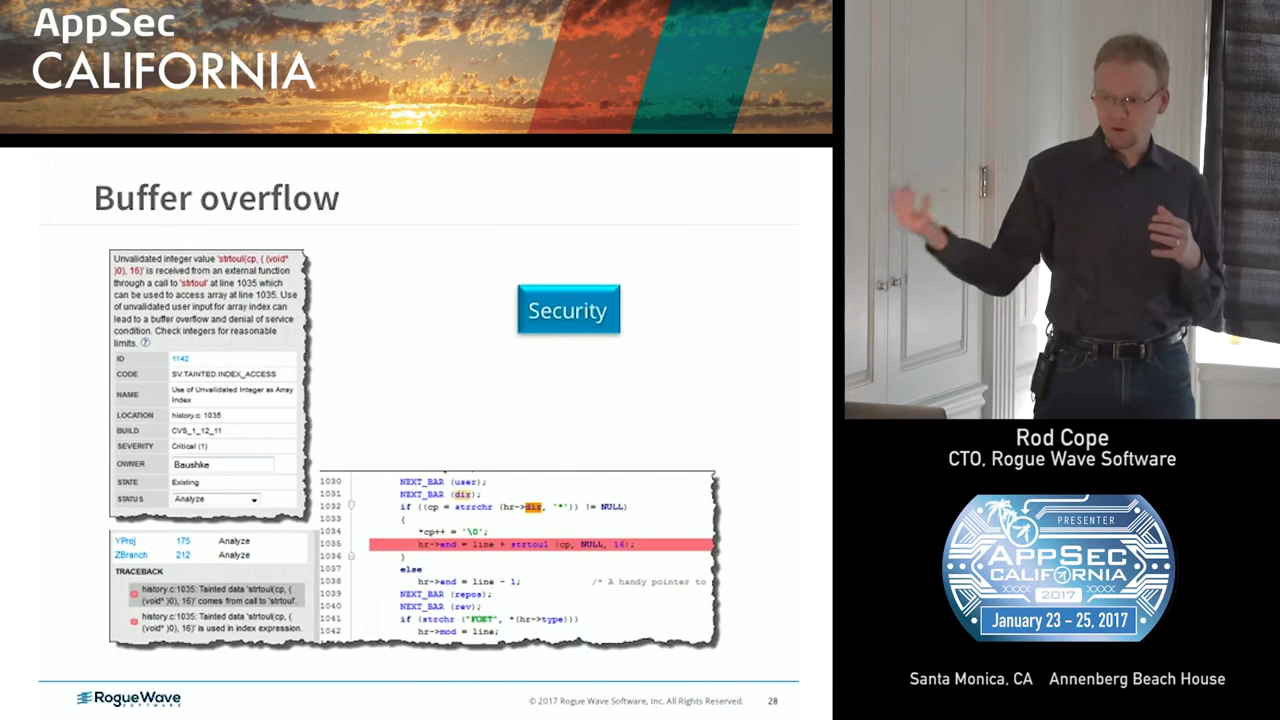 AppSec
CALIFORNIA
Buffer overflow
Unvalidated integer value 'strtoul(cp, ( (void*
)0), 16)' is received from an external function
through a call to 'strtoul' at line 1035 which
can be used to access array at line 1035. Use
of unvalidated user input for array index can
lead to a buffer overflow and denial of service
condition. Check integers for reasonable
limits. ?
ID 1142
CODE SV.TAINTED.INDEX_ACCESS
NAME Use of Unvalidated Integer as Array
Index
LOCATION history.c: 1035
BUILD CVS_1_12_11
SEVERITY Critical (1)
OWNER Baushke
STATE Existing
STATUS Analyze
YProj 175 Analyze
ZBranch 212 Analyze
TRACEBACK
history.c:1035: Tainted data 'strtoul(cp, (
(void* )0), 16)' comes from call to 'strtoul'.
history.c:1035: Tainted data 'strtoul(cp, (
(void* )0), 16)' is used in index expression.
Security
1030 NEXT_BAR (user);
1031 NEXT_BAR (dir);
1032 if ((cp = strrchr (hr->dir, '*')) != NULL)
1033 {
1034 *cp++ = '\0';
1035 hr->end = line + strtoul (cp, NULL, 16);
1036 }
1037 else
1038 hr->end = line - 1; /* A handy pointer to
1039 NEXT_BAR (repos);
1040 NEXT_BAR (rev);
1041 if (strchr ("FOET", *(hr->type)))
1042 hr->mod = line;
RogueWave
SOFTWARE
© 2017 Rogue Wave Software, Inc. All Rights Reserved. 28
Rod Cope
CTO, Rogue Wave Software
PRESENTER
APPSEC
CALIFORNIA
XXXX 2017 XXXX
January 23 – 25, 2017
Santa Monica, CA Annenberg Beach House